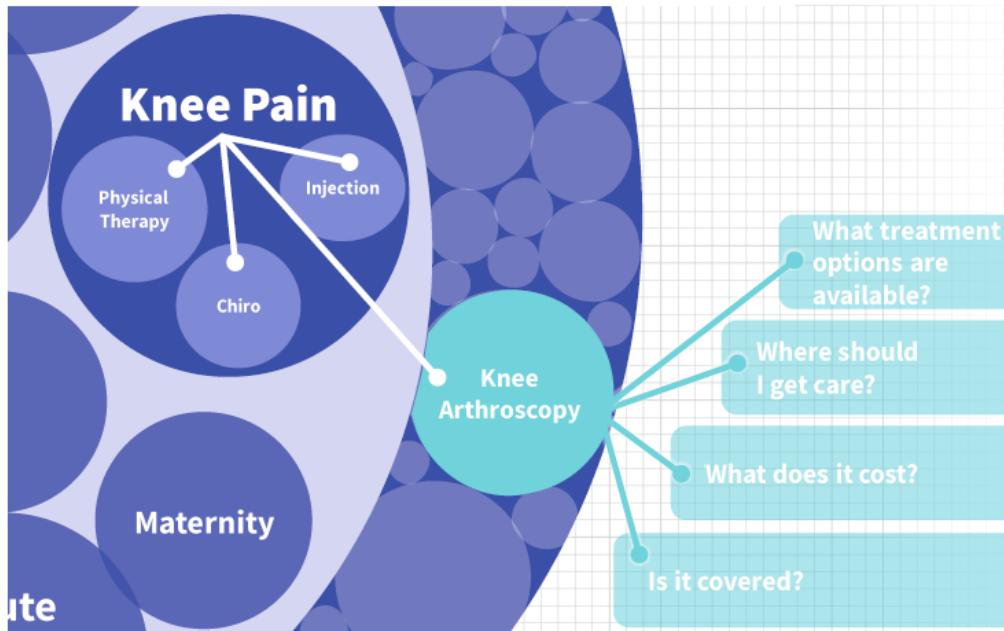 Knee Pain
Physical
Therapy
Injection
Chiro
Knee
Arthroscopy
What treatment
options are
available?
Where should
I get care?
What does it cost?
Is it covered?
Maternity
ute